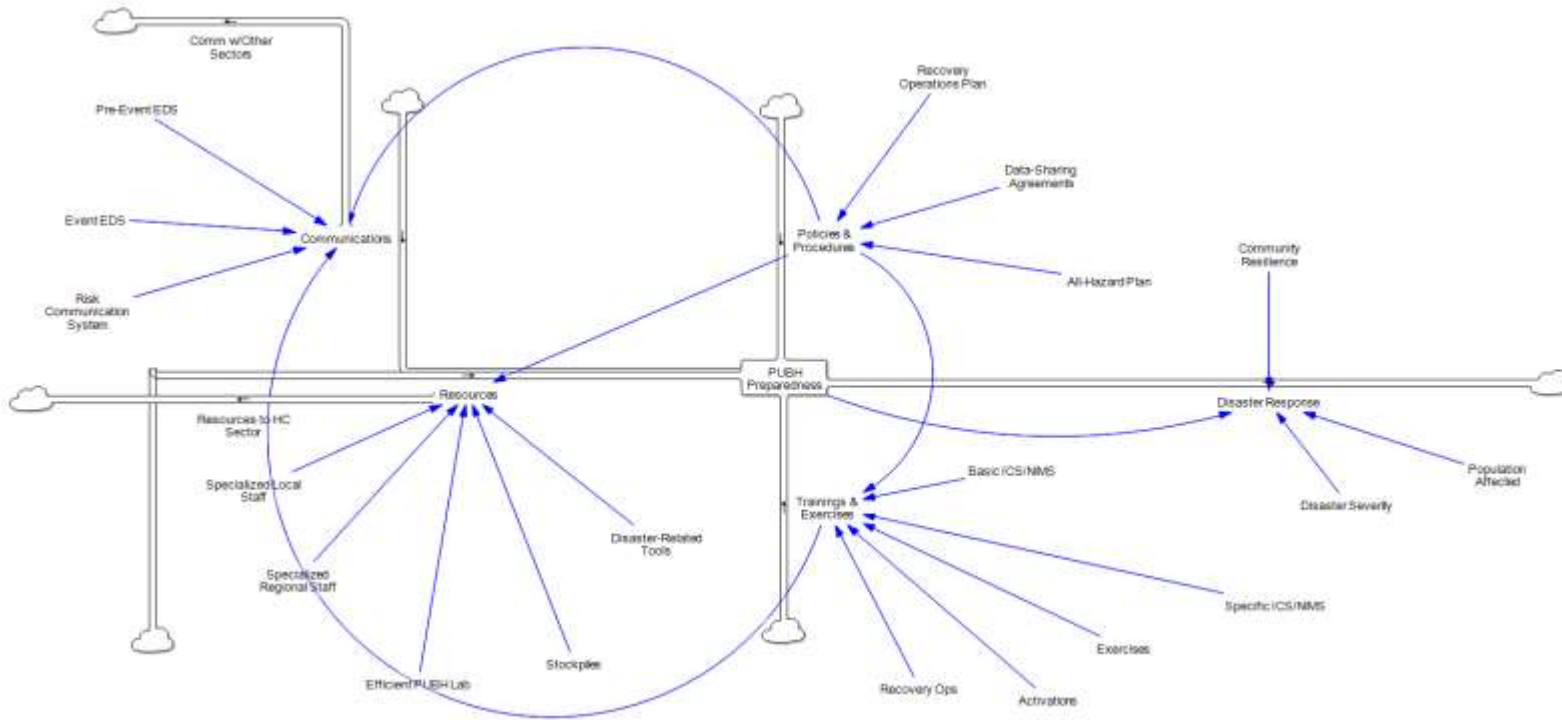 Comm w/Other
Sectors
Pre-Event EDS
Event EDS
Communications
Risk
Communication
System
Recovery
Operations Plan
Data-Sharing
Agreements
Policies &
Procedures
All-Hazard Plan
Community
Resilience
PUBH
Preparedness
Resources
Resources to HC
Sector
Disaster Response
Specialized Local
Staff
Specialized
Regional Staff
Efficient PUBH Lab
Stockpiles
Disaster-Related
Tools
Trainings &
Exercises
Basic ICS/NIMS
Specific ICS/NIMS
Exercises
Activations
Recovery Ops
Disaster Severity
Population
Affected